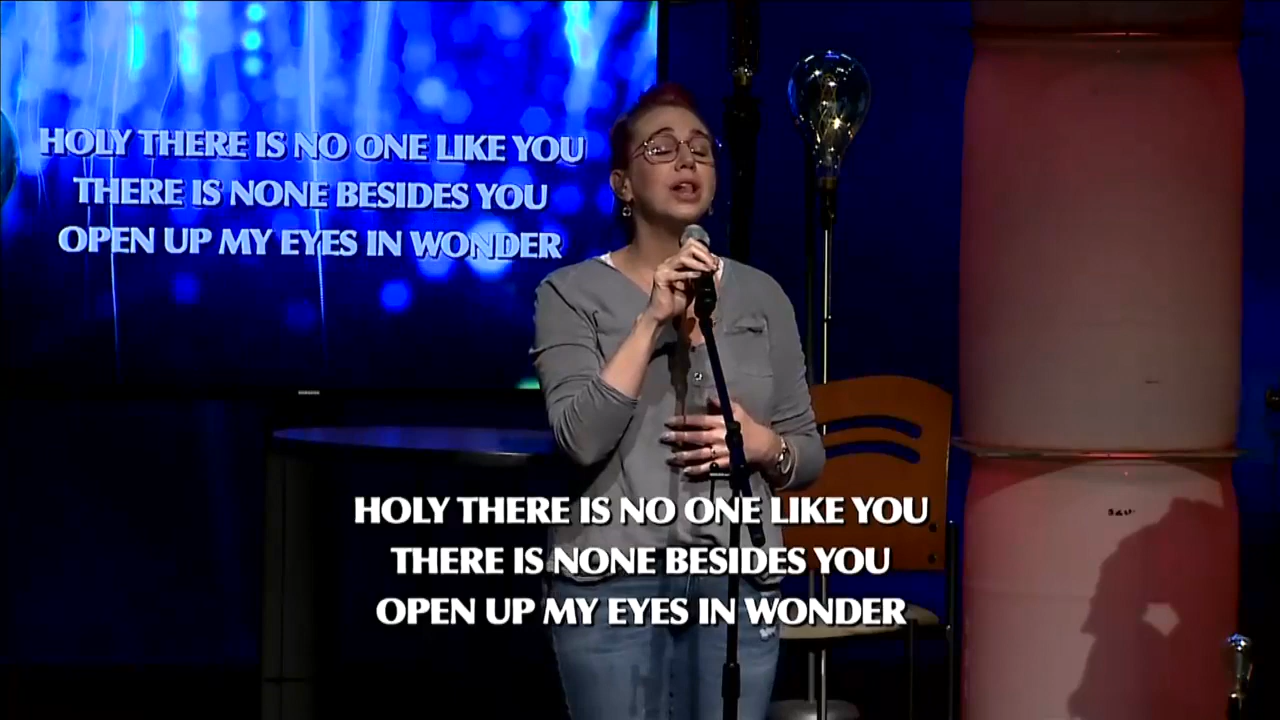 HOLY THERE IS NO ONE LIKE YOU
THERE IS NONE BESIDES YOU
OPEN UP MY EYES IN WONDER
HOLY THERE IS NO ONE LIKE YOU
THERE IS NONE BESIDES YOU
OPEN UP MY EYES IN WONDER